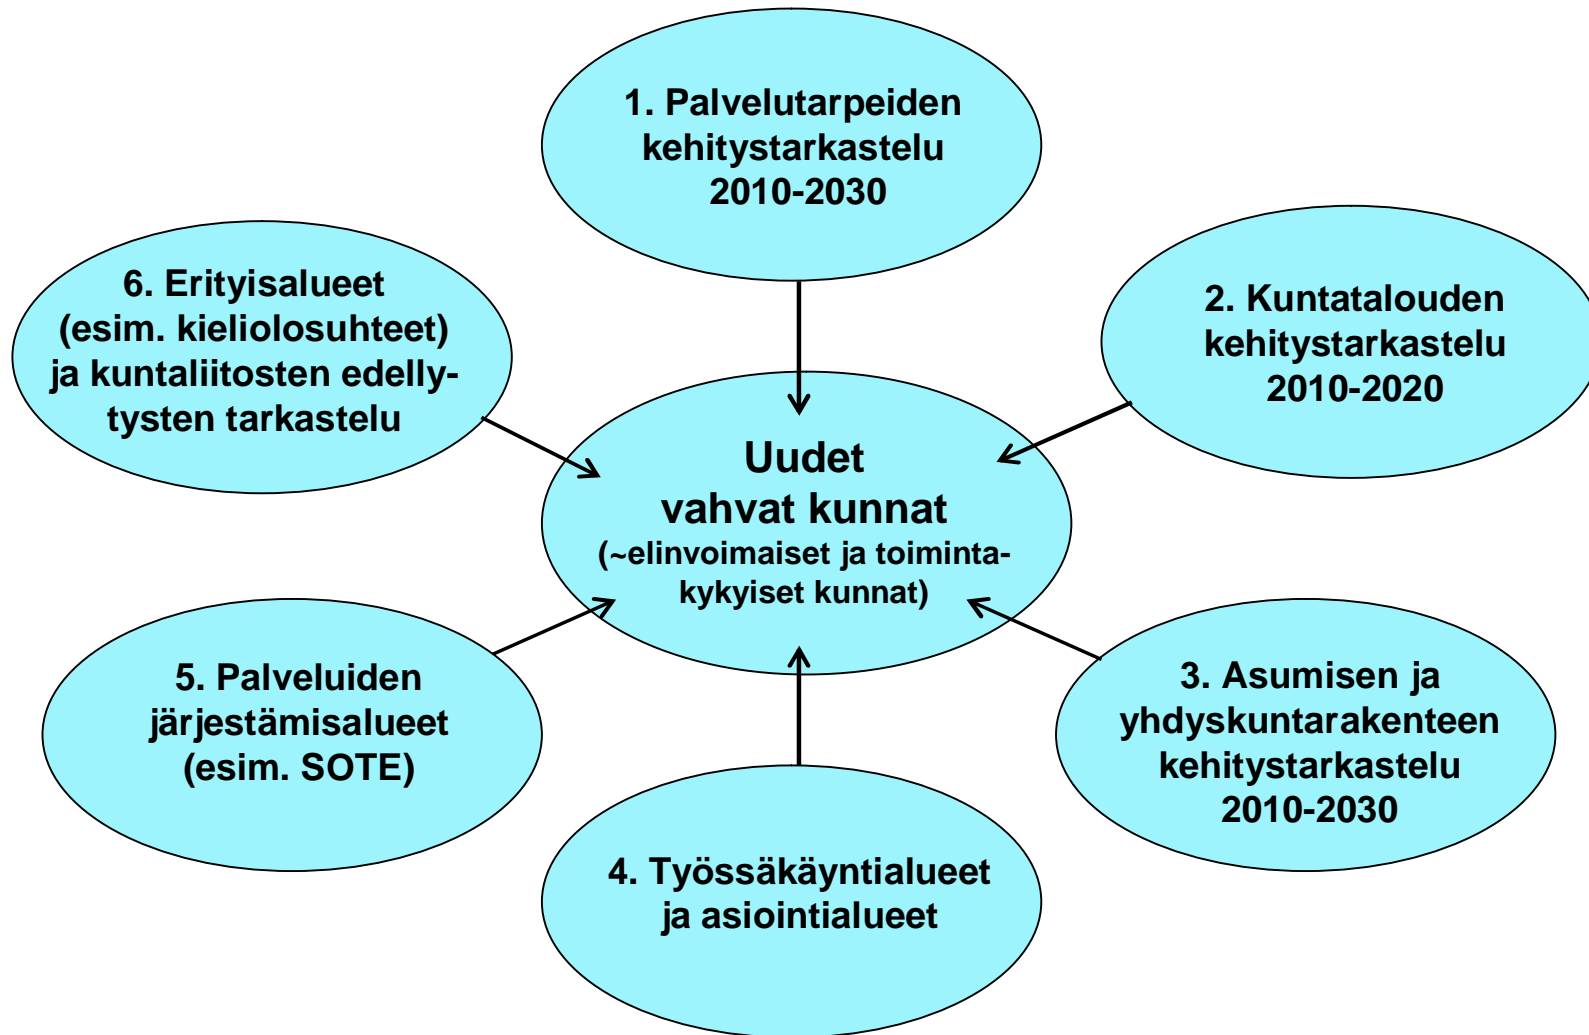 1. Palvelutarpeiden
kehitystarkastelu
2010-2030
2. Kuntatalouden
kehitystarkastelu
2010-2020
3. Asumisen ja
yhdyskuntarakenteen
kehitystarkastelu
2010-2030
4. Työssäkäyntialueet
ja asiointialueet
5. Palveluiden
järjestämisalueet
(esim. SOTE)
6. Erityisalueet
(esim. kieliolosuhteet)
ja kuntaliitosten edelly-
tysten tarkastelu
Uudet
vahvat kunnat
(~elinvoimaiset ja toiminta-
kykyiset kunnat)